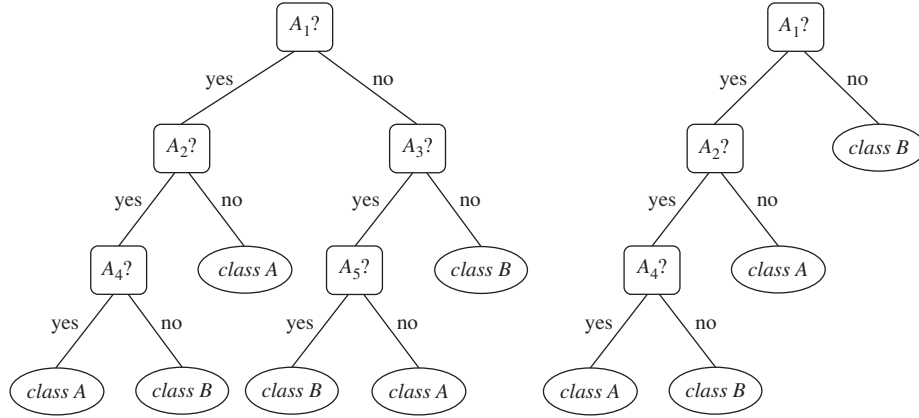 A₁?
A₁?
yes no
yes no
A₂? A₃?
A₂? class B
yes no yes no
yes no
A₄? class A A₅? class B
A₄? class A
yes no yes no
yes no
class A class B class B class A
class A class B